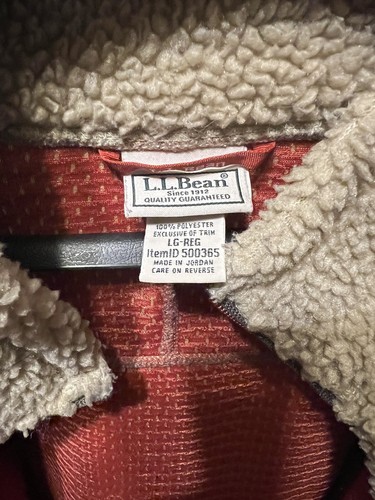 L.L.Bean®
Since 1912
QUALITY GUARANTEED
100% POLYESTER
EXCLUSIVE OF TRIM
LG-REG
ItemID 500365
MADE IN JORDAN
CARE ON REVERSE